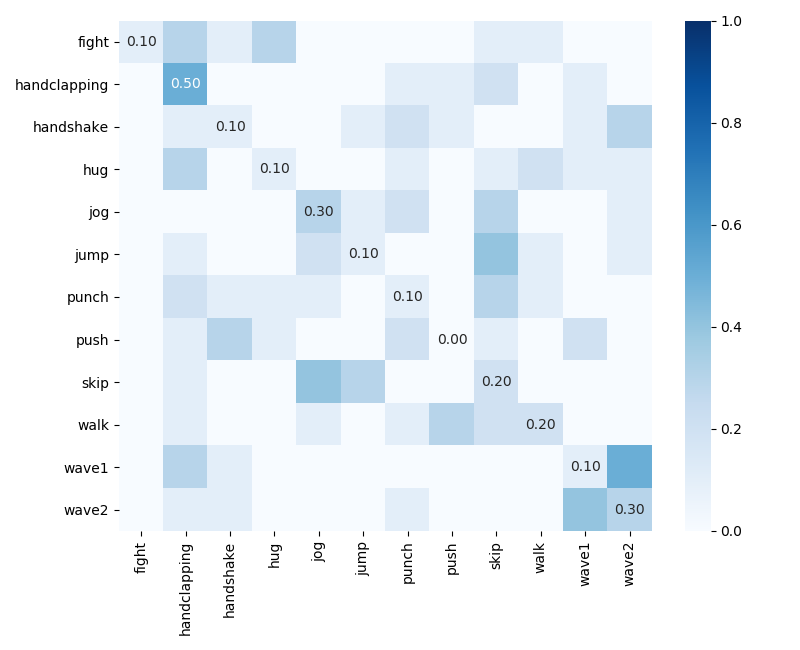 fight
handclapping
handshake
hug
jog
jump
punch
push
skip
walk
wave1
wave2
0.10
0.50
0.10
0.10
0.30
0.10
0.10
0.00
0.20
0.20
0.10
0.30
fight
handclapping
handshake
hug
jog
jump
punch
push
skip
walk
wave1
wave2
1.0
0.8
0.6
0.4
0.2
0.0